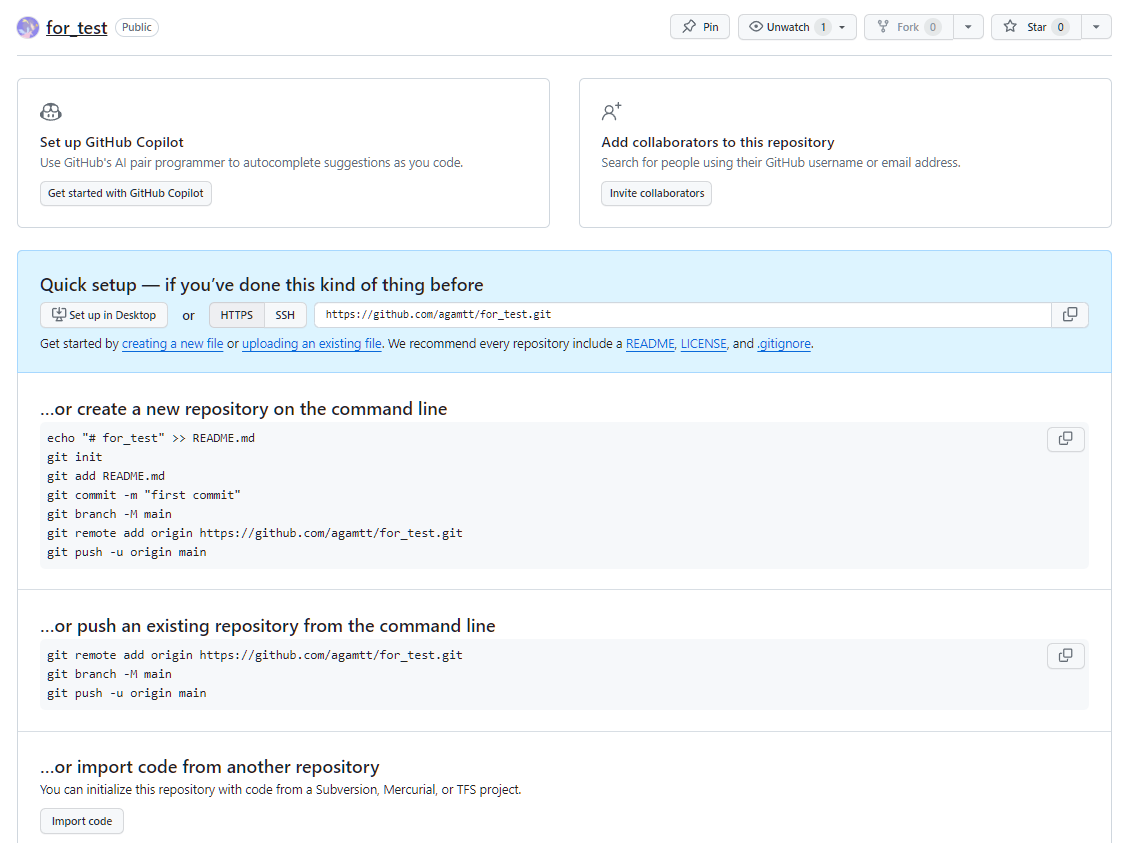 for_test Public Pin Unwatch 1 Fork 0 Star 0
Set up GitHub Copilot
Use GitHub's AI pair programmer to autocomplete suggestions as you code.
Get started with GitHub Copilot
Add collaborators to this repository
Search for people using their GitHub username or email address.
Invite collaborators
Quick setup — if you’ve done this kind of thing before
Set up in Desktop or HTTPS SSH https://github.com/agamtt/for_test.git
Get started by creating a new file or uploading an existing file. We recommend every repository include a README, LICENSE, and .gitignore.
…or create a new repository on the command line
echo "# for_test" >> README.md
git init
git add README.md
git commit -m "first commit"
git branch -M main
git remote add origin https://github.com/agamtt/for_test.git
git push -u origin main
…or push an existing repository from the command line
git remote add origin https://github.com/agamtt/for_test.git
git branch -M main
git push -u origin main
…or import code from another repository
You can initialize this repository with code from a Subversion, Mercurial, or TFS project.
Import code